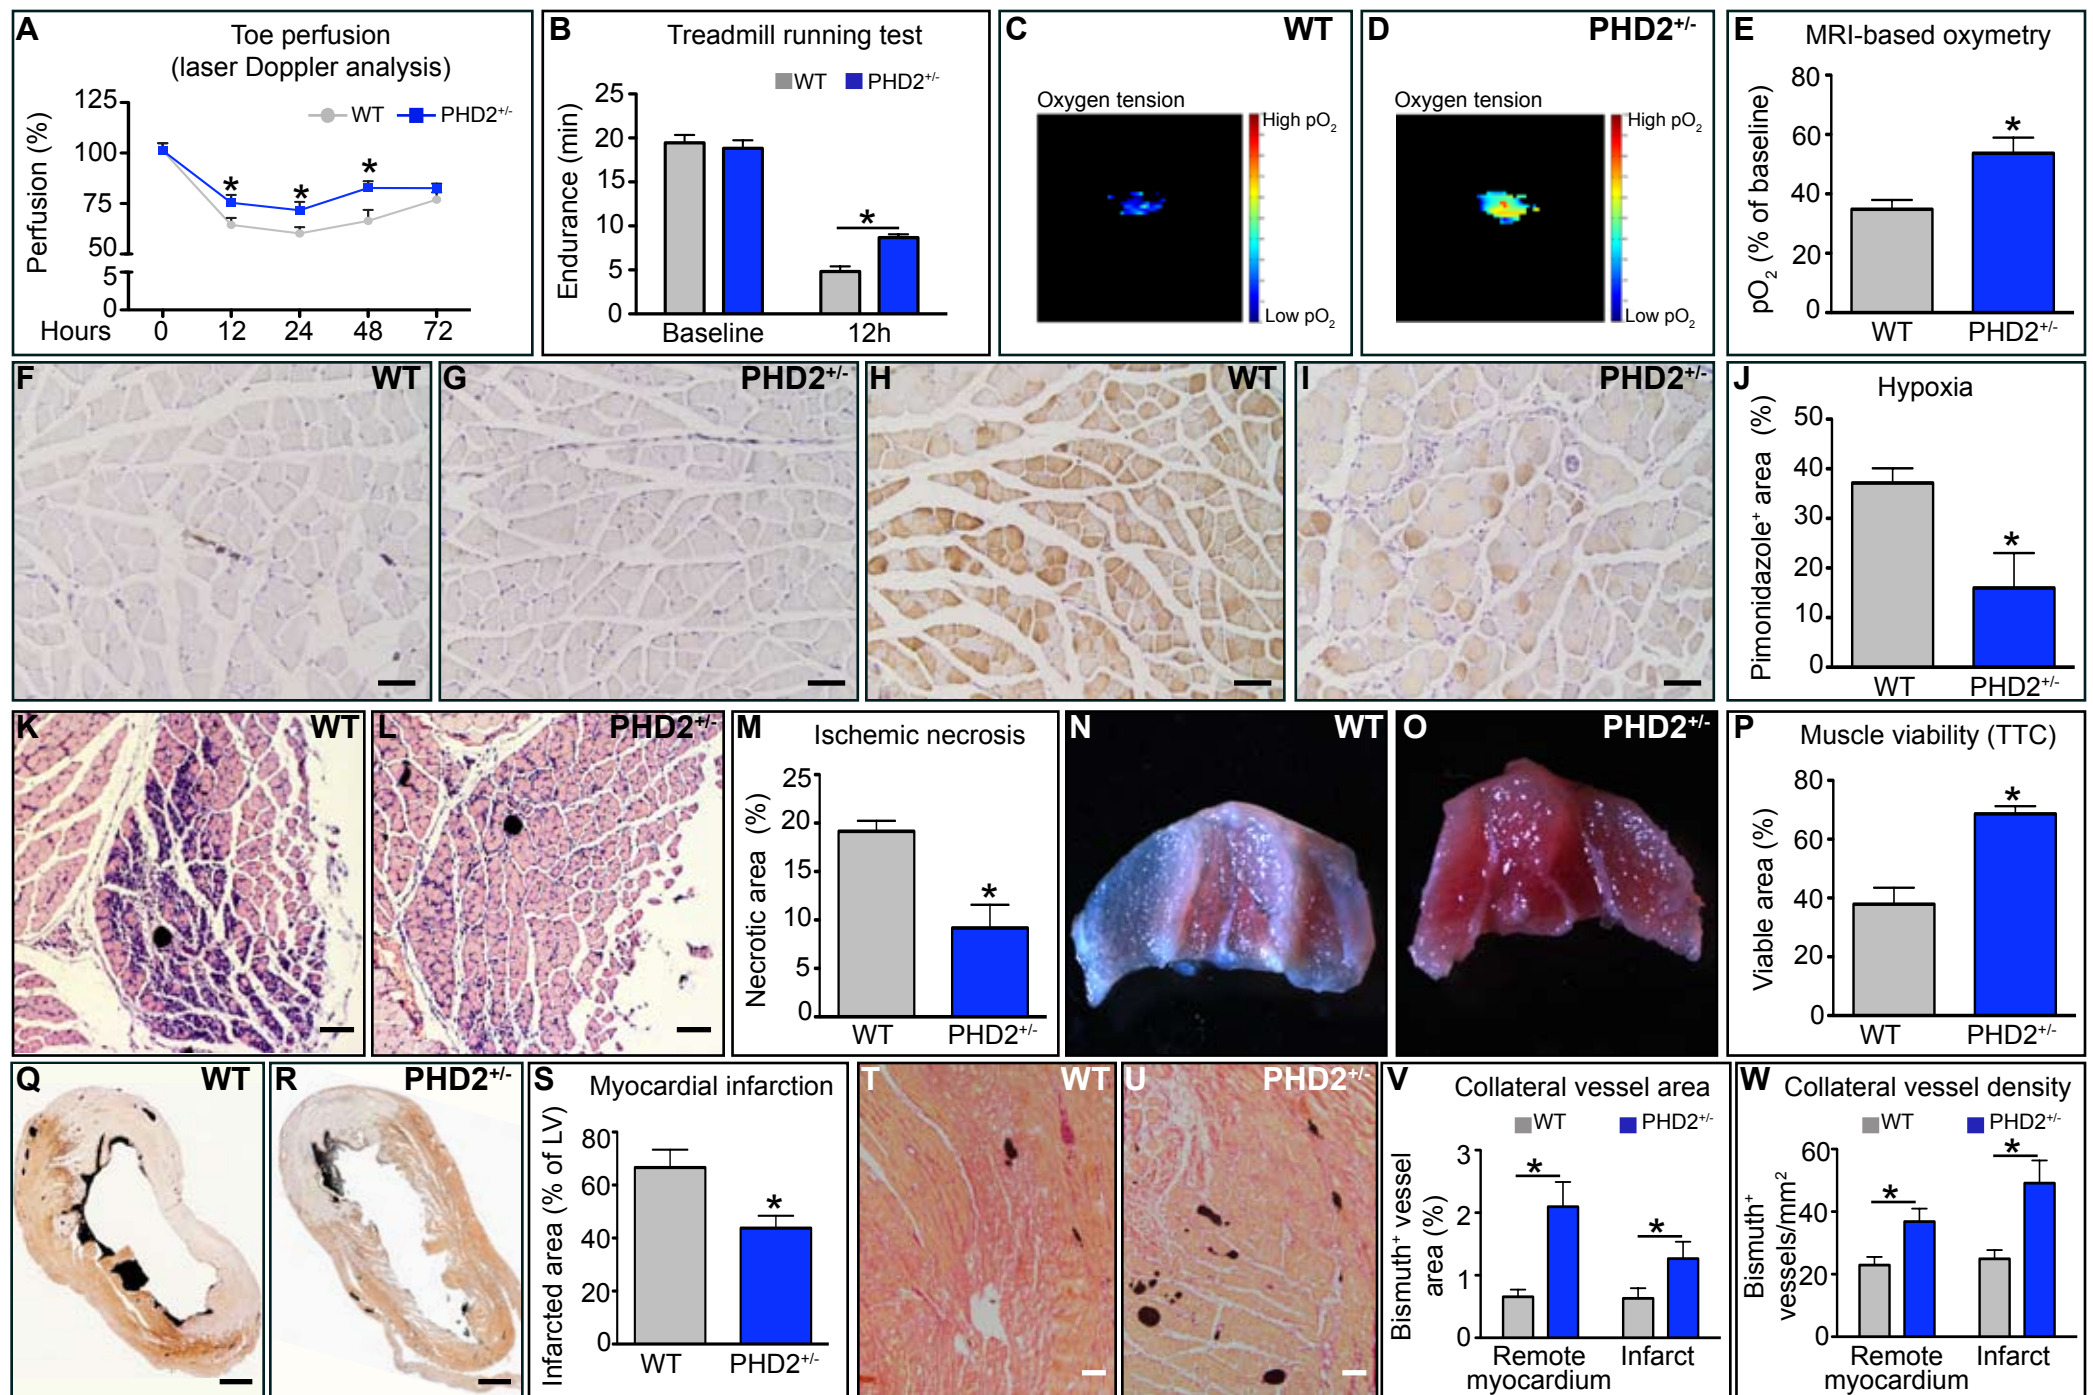 A
Toe perfusion
(laser Doppler analysis)
WT
PHD2+/-
Perfusion (%)
125
100
75
50
5
0
Hours 0 12 24 48 72
*
*
*
B
Treadmill running test
WT
PHD2+/-
Endurance (min)
25
20
15
10
5
0
*
Baseline 12h
C
WT
Oxygen tension
High pO2
Low pO2
D
PHD2+/-
Oxygen tension
High pO2
Low pO2
E
MRI-based oxymetry
pO2 (% of baseline)
80
60
40
20
0
*
WT PHD2+/-
F
WT
G
PHD2+/-
H
WT
I
PHD2+/-
J
Hypoxia
Pimonidazole+ area (%)
50
40
30
20
10
0
*
WT PHD2+/-
K
WT
L
PHD2+/-
M
Ischemic necrosis
Necrotic area (%)
25
20
15
10
5
0
*
WT PHD2+/-
N
WT
O
PHD2+/-
P
Muscle viability (TTC)
Viable area (%)
80
60
40
20
0
*
WT PHD2+/-
Q
WT
R
PHD2+/-
S
Myocardial infarction
Infarcted area (% of LV)
80
60
40
20
0
*
WT PHD2+/-
T
WT
U
PHD2+/-
V
Collateral vessel area
WT
PHD2+/-
Bismuth+ vessel
area (%)
3
2
1
0
*
*
Remote
myocardium
Infarct
W
Collateral vessel density
WT
PHD2+/-
Bismuth+
vessels/mm2
60
40
20
0
*
*
Remote
myocardium
Infarct